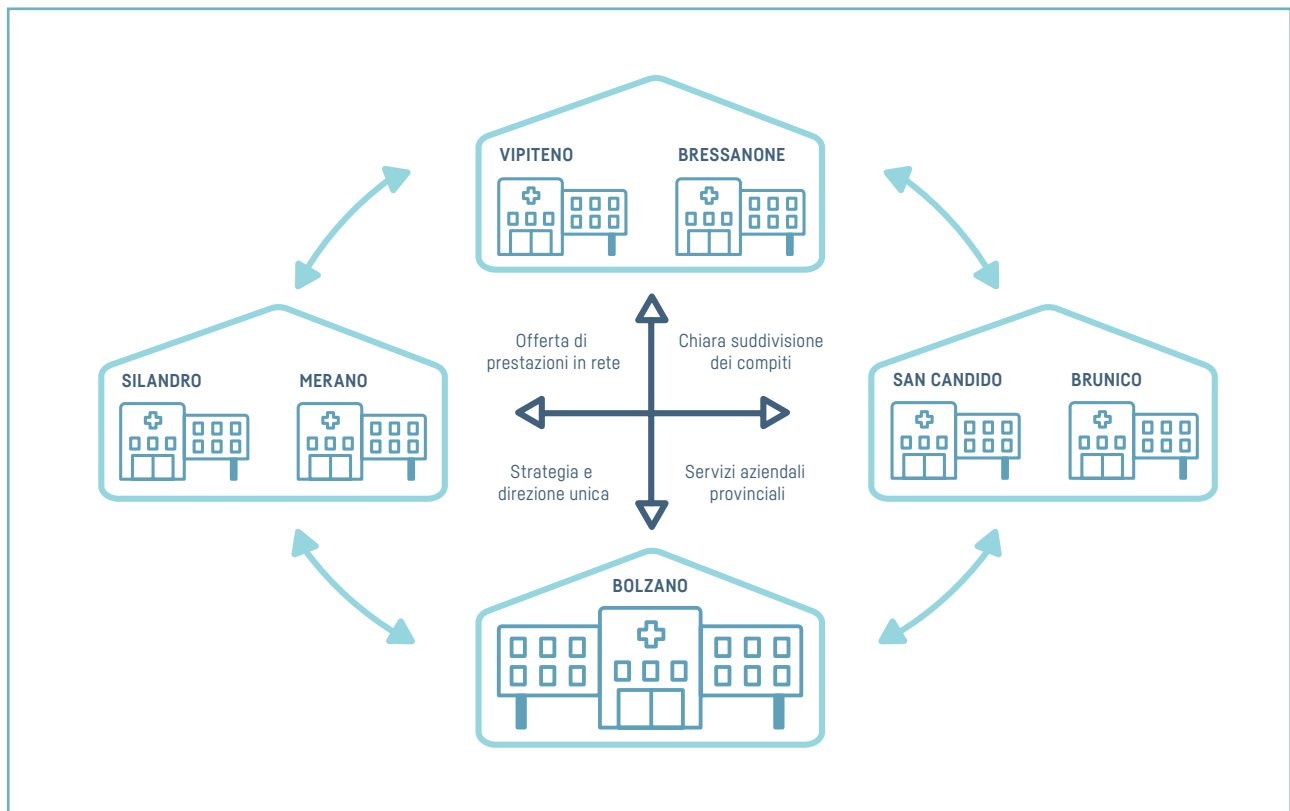 VIPITENO
BRESSANONE
Offerta di
prestazioni in rete
Chiara suddivisione
dei compiti
SILANDRO
MERANO
SAN CANDIDO
BRUNICO
Strategia e
direzione unica
Servizi aziendali
provinciali
BOLZANO